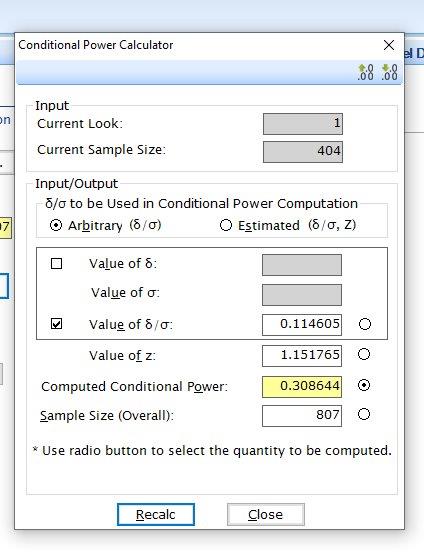 Conditional Power Calculator
el D
.00 .00
Input
on
Current Look: 1
Current Sample Size: 404
Input/Output
δ/σ to be Used in Conditional Power Computation
Arbitrary (δ/σ) Estimated (δ/σ, Z)
7
Value of δ:
Value of σ:
Value of δ/σ: 0.114605
Value of z: 1.151765
Computed Conditional Power: 0.308644
Sample Size (Overall): 807
* Use radio button to select the quantity to be computed.
Recalc Close